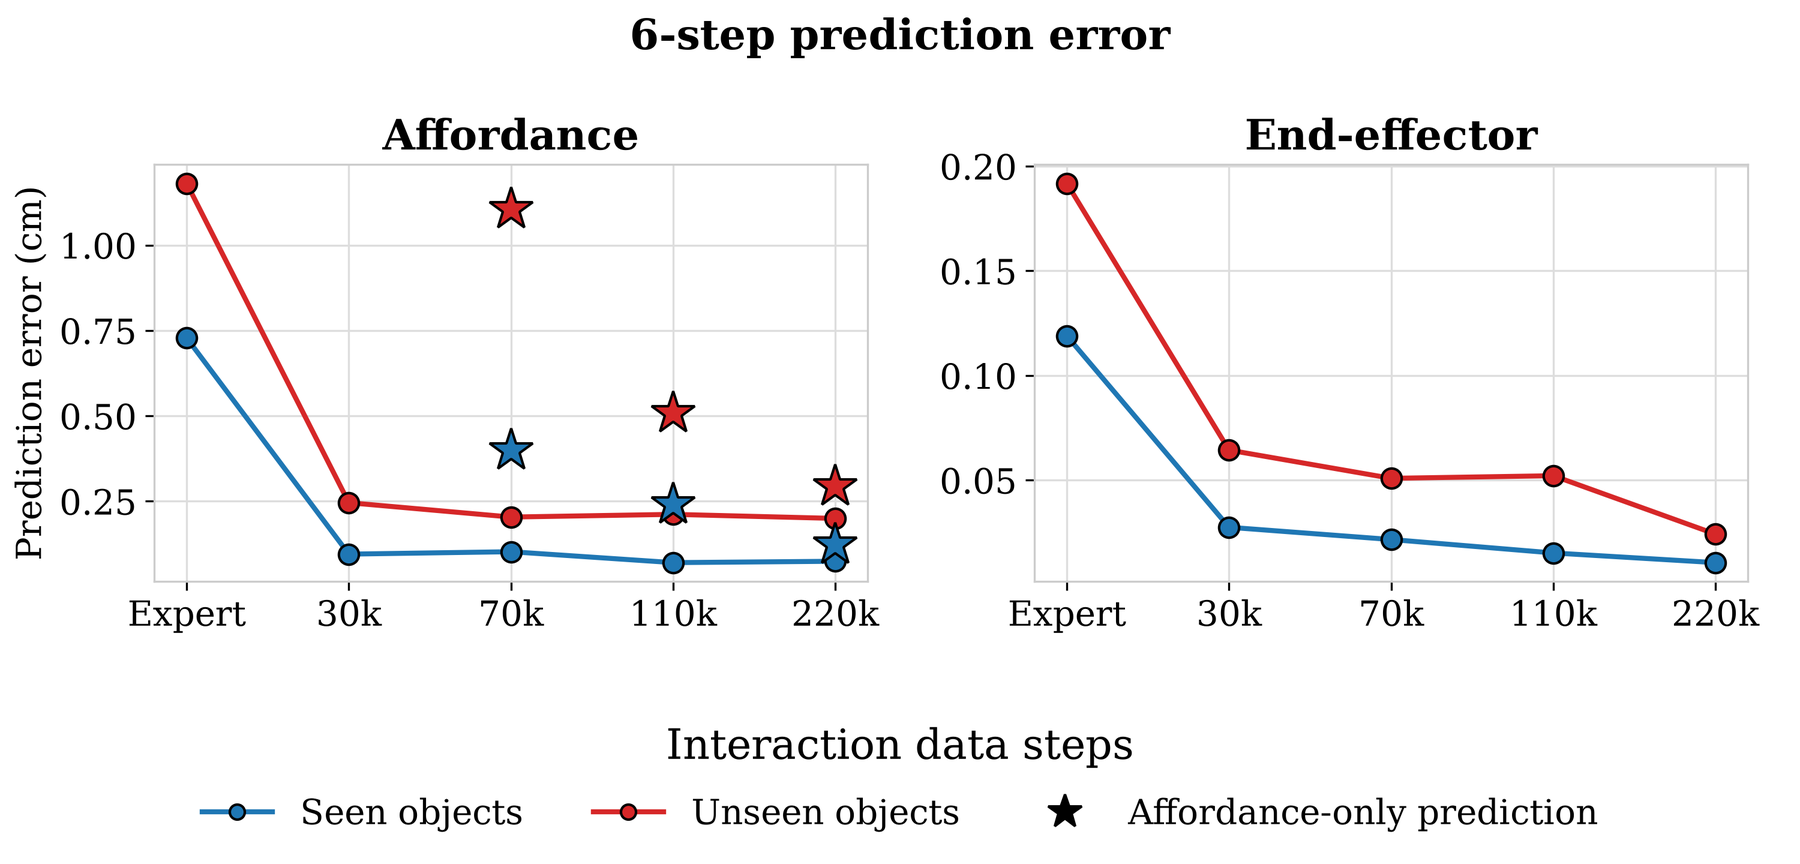 6-step prediction error
Affordance
End-effector
Prediction error (cm)
1.00
0.75
0.50
0.25
Expert 30k 70k 110k 220k
0.20
0.15
0.10
0.05
Expert 30k 70k 110k 220k
Interaction data steps
Seen objects Unseen objects Affordance-only prediction